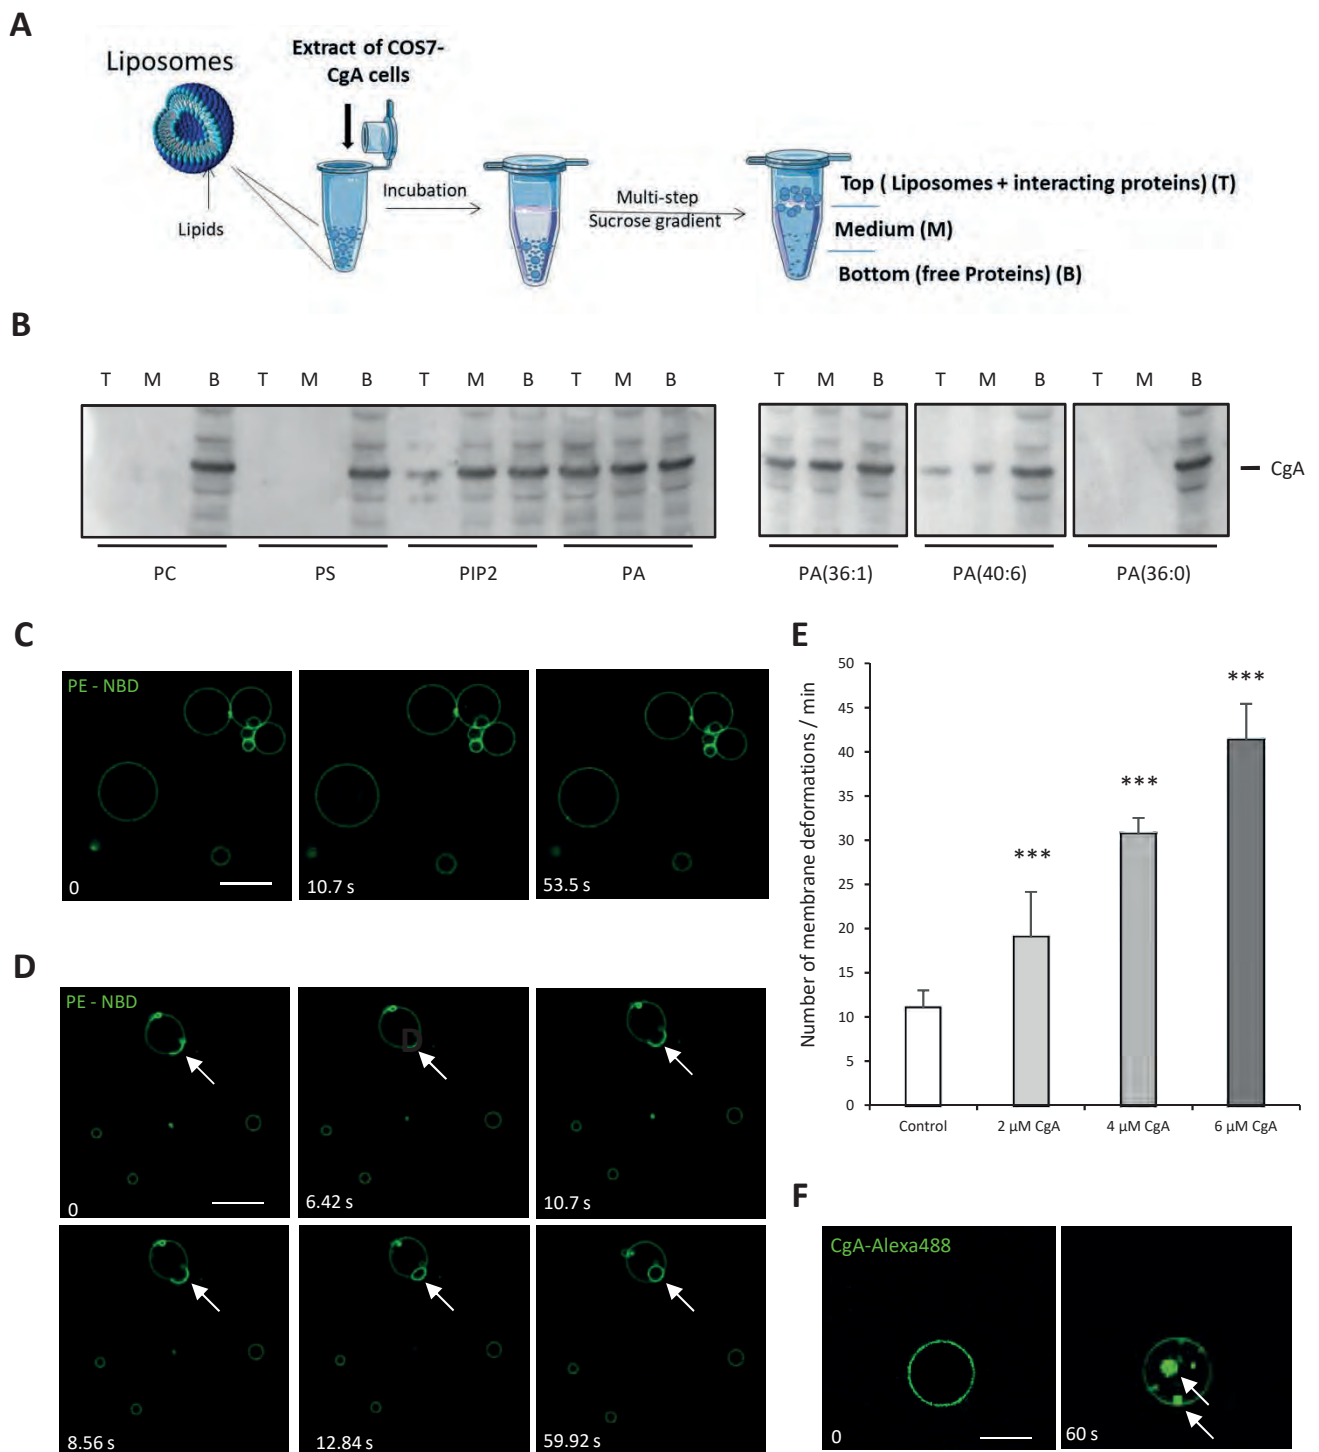 A
Liposomes
Extract of COS7-
CgA cells
Lipids
Incubation
Multi-step
Sucrose gradient
Top ( Liposomes + interacting proteins) (T)
Medium (M)
Bottom (free Proteins) (B)
B
T M B T M B T M B T M B T M B T M B T M B
CgA
PC PS PIP2 PA PA(36:1) PA(40:6) PA(36:0)
C
PE - NBD
0
10.7 s
53.5 s
D
PE - NBD
D
0
6.42 s
10.7 s
8.56 s
12.84 s
59.92 s
E
Number of membrane deformations / min
50
45
40
35
30
25
20
15
10
5
0
***
***
***
Control 2 µM CgA 4 µM CgA 6 µM CgA
F
CgA-Alexa488
0
60 s